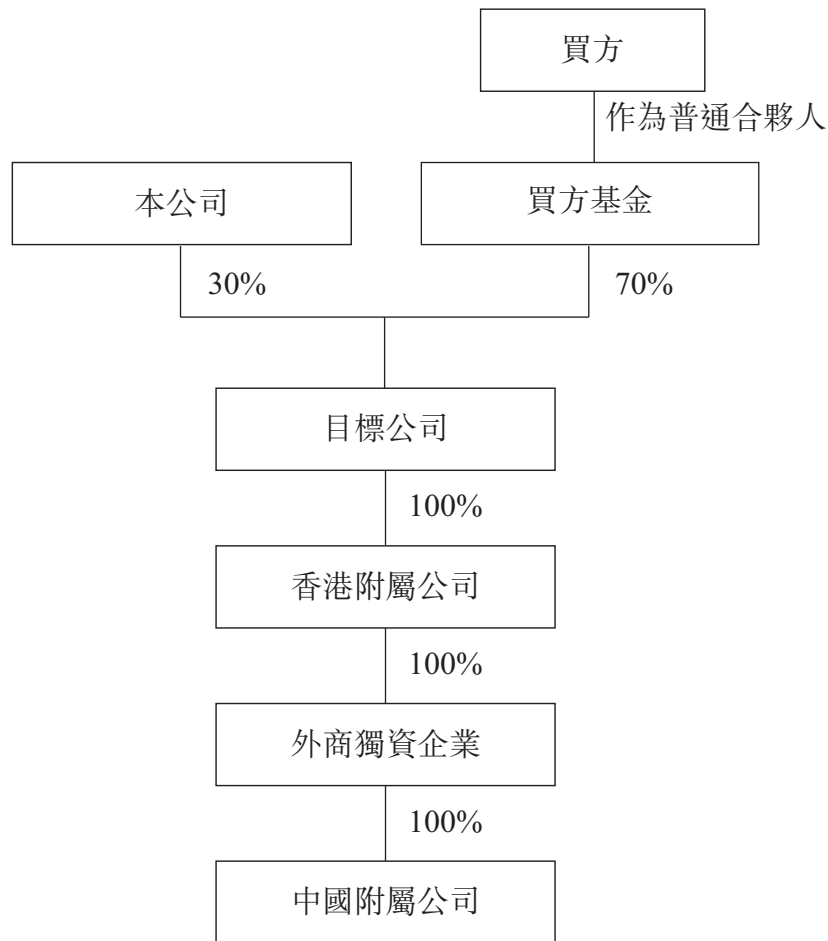 買方
作為普通合夥人
本公司
買方基金
30%
70%
目標公司
100%
香港附屬公司
100%
外商獨資企業
100%
中國附屬公司